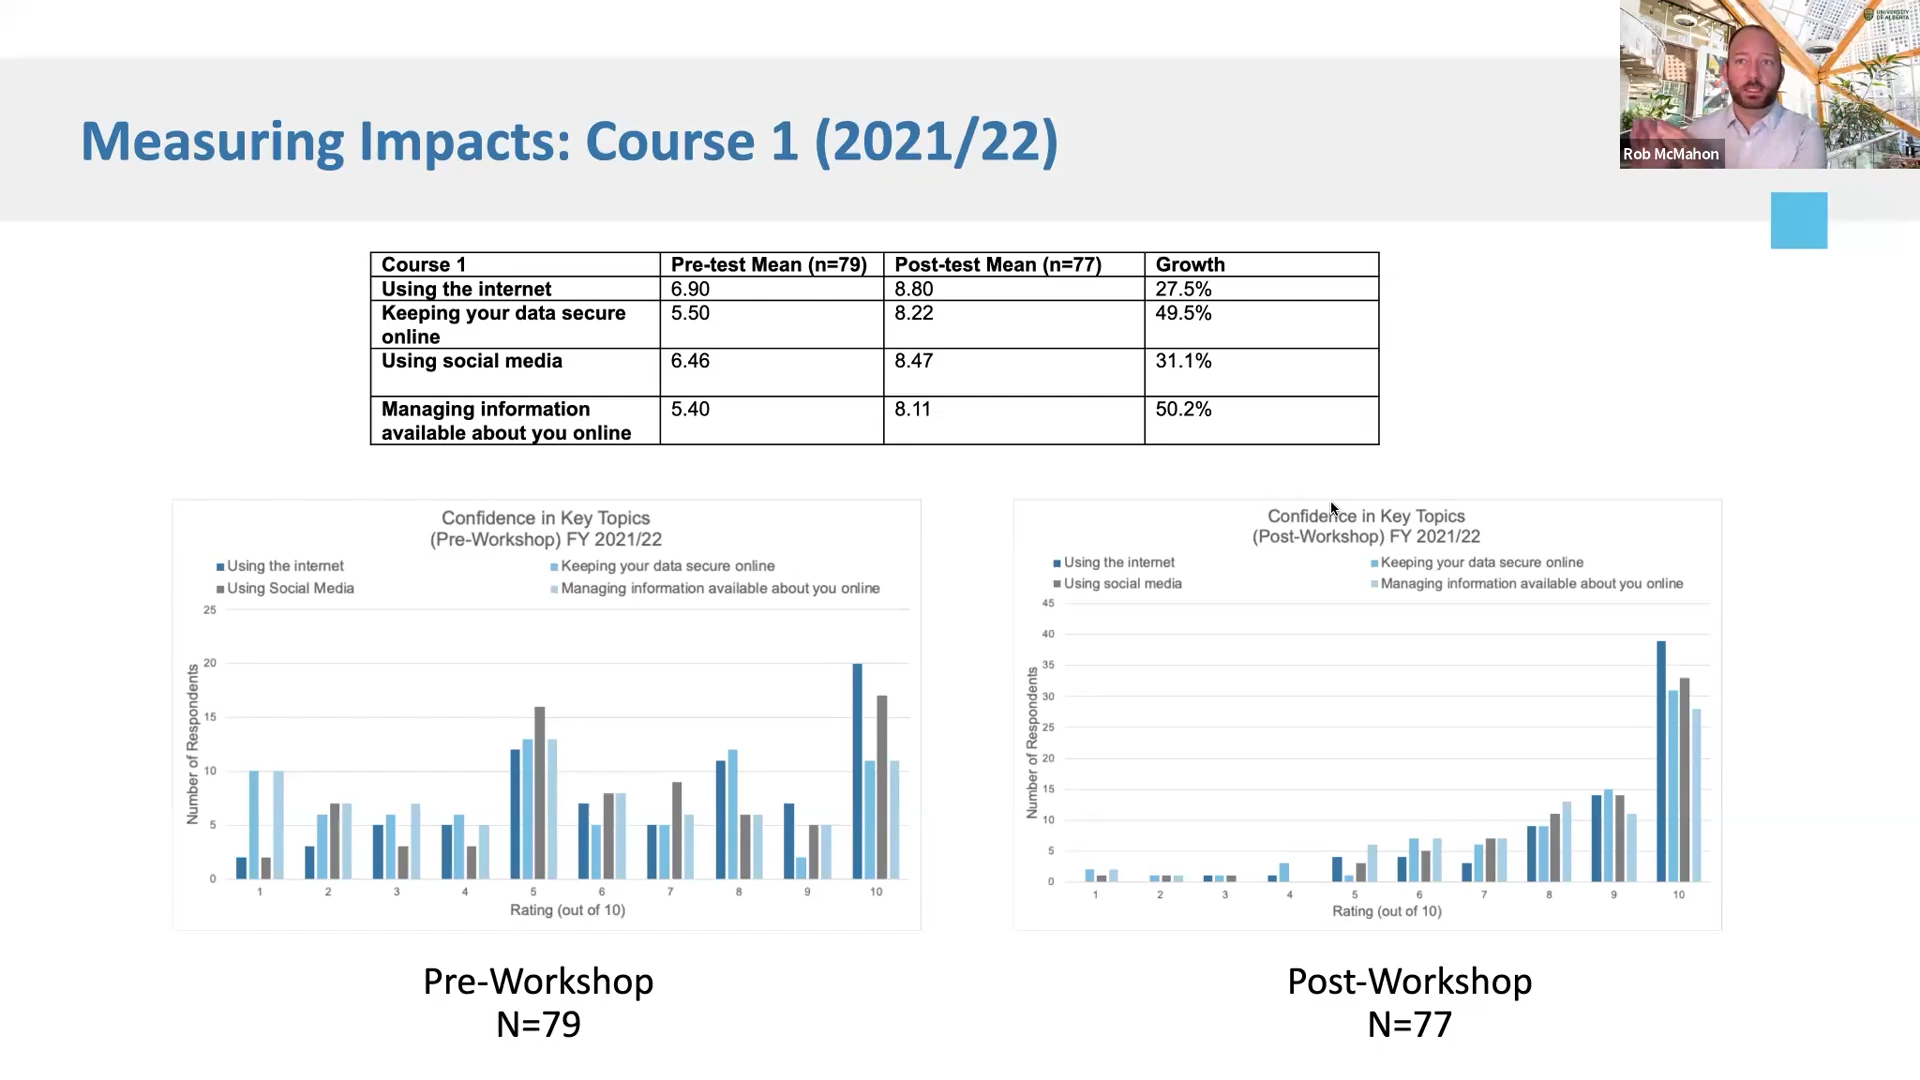 UNIVERSITY
OF ALBERTA
Rob McMahon
Measuring Impacts: Course 1 (2021/22)
Course 1 Pre-test Mean (n=79) Post-test Mean (n=77) Growth
Using the internet 6.90 8.80 27.5%
Keeping your data secure 5.50 8.22 49.5%
online
Using social media 6.46 8.47 31.1%
Managing information 5.40 8.11 50.2%
available about you online
Confidence in Key Topics
(Pre-Workshop) FY 2021/22
Using the internet Keeping your data secure online
Using Social Media Managing information available about you online
25
20
15
10
5
0
Number of Respondents
1 2 3 4 5 6 7 8 9 10
Rating (out of 10)
Pre-Workshop
N=79
Confidence in Key Topics
(Post-Workshop) FY 2021/22
Using the internet Keeping your data secure online
Using social media Managing information available about you online
45
40
35
30
25
20
15
10
5
0
Number of Respondents
1 2 3 4 5 6 7 8 9 10
Rating (out of 10)
Post-Workshop
N=77